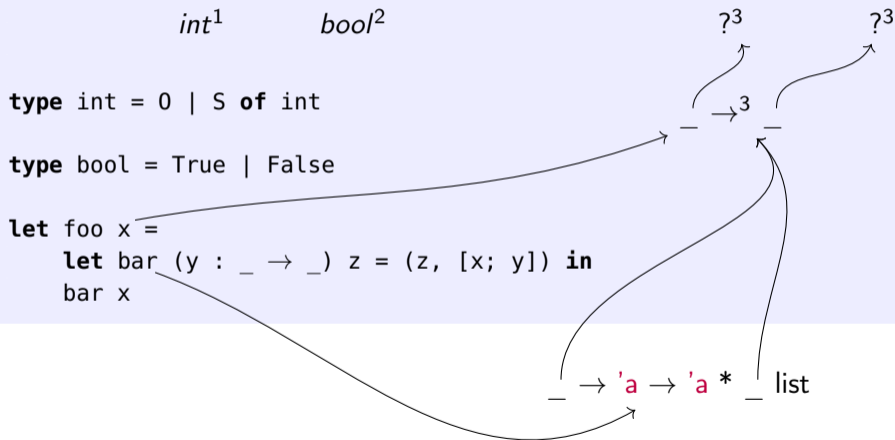 int¹ bool² ?³ ?³
type int = O | S of int
_ →³ _
type bool = True | False
let foo x =
let bar (y : _ → _) z = (z, [x; y]) in
bar x
_ → 'a → 'a * _ list